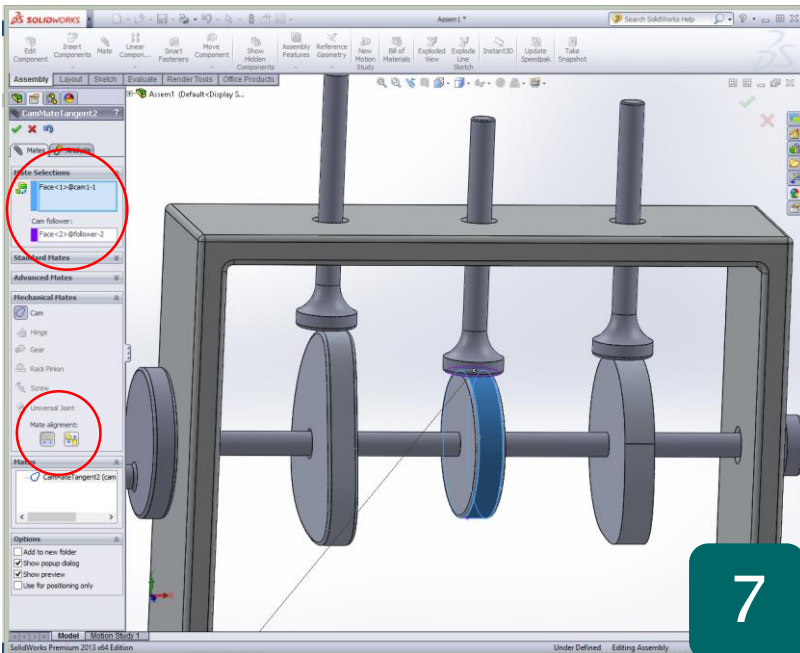 SOLIDWORKS
Assem1 *
Search SolidWorks Help
Edit Component
Insert Components
Mate
Linear Compon...
Smart Fasteners
Move Component
Show Hidden Components
Assembly Features
Reference Geometry
New Motion Study
Bill of Materials
Exploded View
Explode Line Sketch
Instant3D
Update Speedpak
Take Snapshot
Assembly Layout Sketch Evaluate Render Tools Office Products
Assem1 (Default<Display S...
CamMateTangent2 ?
Mates Analysis
Mate Selections
Face<1>@cam1-1
Cam follower:
Face<2>@follower-2
Standard Mates
Advanced Mates
Mechanical Mates
Cam
Hinge
Gear
Rack Pinion
Screw
Universal Joint
Mate alignment:
Mates
CamMateTangent2 (cam
Options
Add to new folder
Show popup dialog
Show preview
Use for positioning only
Model Motion Study 1
SolidWorks Premium 2013 x64 Edition
Under Defined Editing Assembly
7